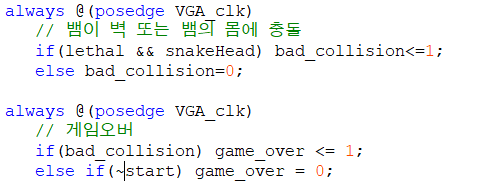 always @(posedge VGA_clk)
// 뱀이 벽 또는 뱀의 몸에 충돌
if(lethal && snakeHead) bad_collision<=1;
else bad_collision=0;
always @(posedge VGA_clk)
// 게임오버
if(bad_collision) game_over <= 1;
else if(~start) game_over = 0;